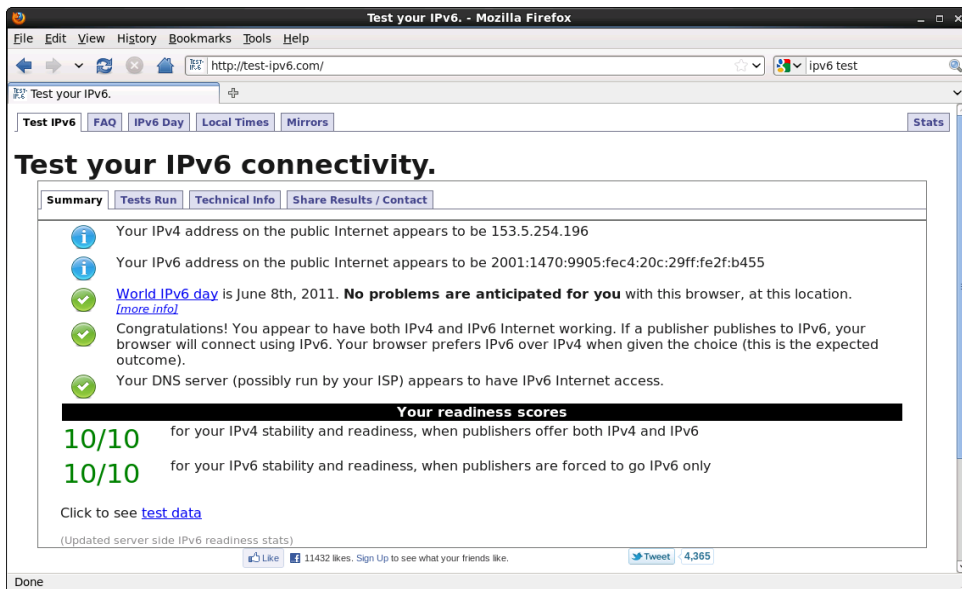 Test your IPv6. - Mozilla Firefox
File Edit View History Bookmarks Tools Help
http://test-ipv6.com/
ipv6 test
Test your IPv6.
Test IPv6 FAQ IPv6 Day Local Times Mirrors Stats
Test your IPv6 connectivity.
Summary Tests Run Technical Info Share Results / Contact
Your IPv4 address on the public Internet appears to be 153.5.254.196
Your IPv6 address on the public Internet appears to be 2001:1470:9905:fec4:20c:29ff:fe2f:b455
World IPv6 day is June 8th, 2011. No problems are anticipated for you with this browser, at this location.
[more info]
Congratulations! You appear to have both IPv4 and IPv6 Internet working. If a publisher publishes to IPv6, your
browser will connect using IPv6. Your browser prefers IPv6 over IPv4 when given the choice (this is the expected
outcome).
Your DNS server (possibly run by your ISP) appears to have IPv6 Internet access.
Your readiness scores
10/10 for your IPv4 stability and readiness, when publishers offer both IPv4 and IPv6
10/10 for your IPv6 stability and readiness, when publishers are forced to go IPv6 only
Click to see test data
(Updated server side IPv6 readiness stats)
Like 11432 likes. Sign Up to see what your friends like. Tweet 4,365
Done